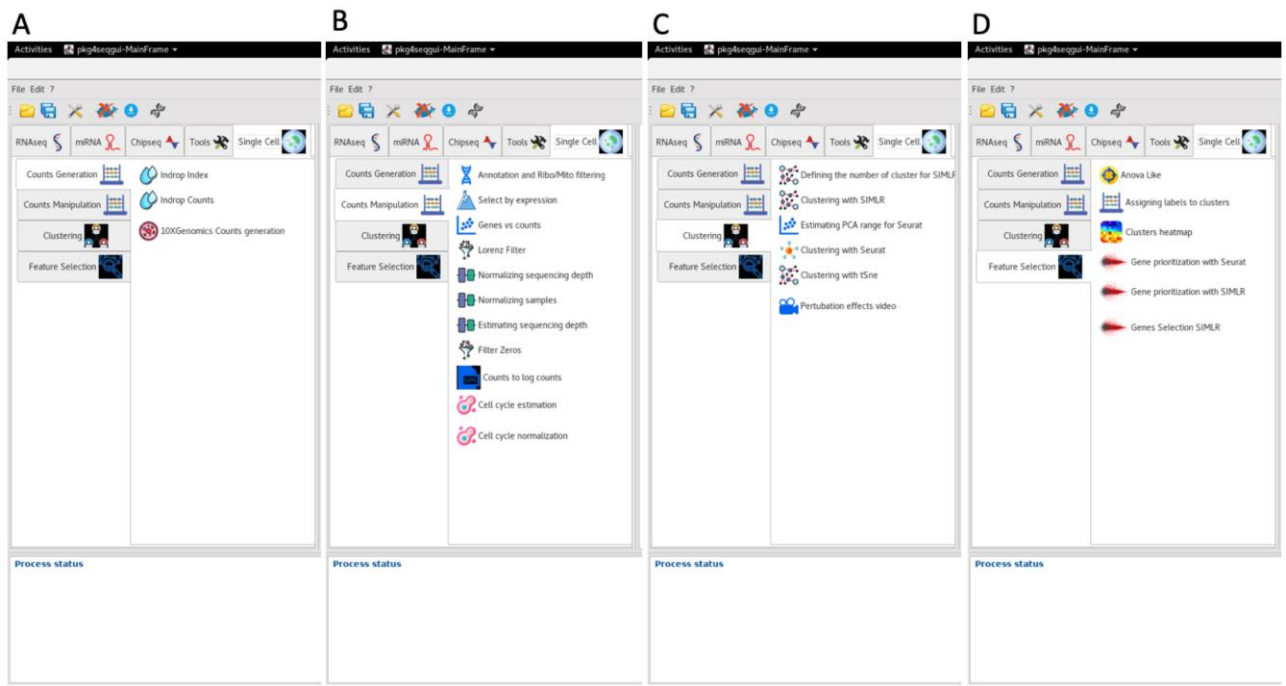 A
Activities pkg4seqgui-MainFrame
File Edit ?
RNAseq miRNA Chipseq Tools Single Cell
Counts Generation
Counts Manipulation
Clustering
Feature Selection
Indrop Index
Indrop Counts
10XGenomics Counts generation
Process status
B
Activities pkg4seqgui-MainFrame
File Edit ?
RNAseq miRNA Chipseq Tools Single Cell
Counts Generation
Counts Manipulation
Clustering
Feature Selection
Annotation and Ribo/Mito filtering
Select by expression
Genes vs counts
Lorenz Filter
Normalizing sequencing depth
Normalizing samples
Estimating sequencing depth
Filter Zeros
LOG
Counts to log counts
Cell cycle estimation
Cell cycle normalization
Process status
C
Activities pkg4seqgui-MainFrame
File Edit ?
RNAseq miRNA Chipseq Tools Single Cell
Counts Generation
Counts Manipulation
Clustering
Feature Selection
Defining the number of cluster for SIMLR
Clustering with SIMLR
Estimating PCA range for Seurat
Clustering with Seurat
Clustering with tSne
Pertubation effects video
Process status
D
Activities pkg4seqgui-MainFrame
File Edit ?
RNAseq miRNA Chipseq Tools Single Cell
Counts Generation
Counts Manipulation
Clustering
Feature Selection
Anova Like
Assigning labels to clusters
Clusters heatmap
Gene prioritization with Seurat
Gene prioritization with SIMLR
Genes Selection SIMLR
Process status